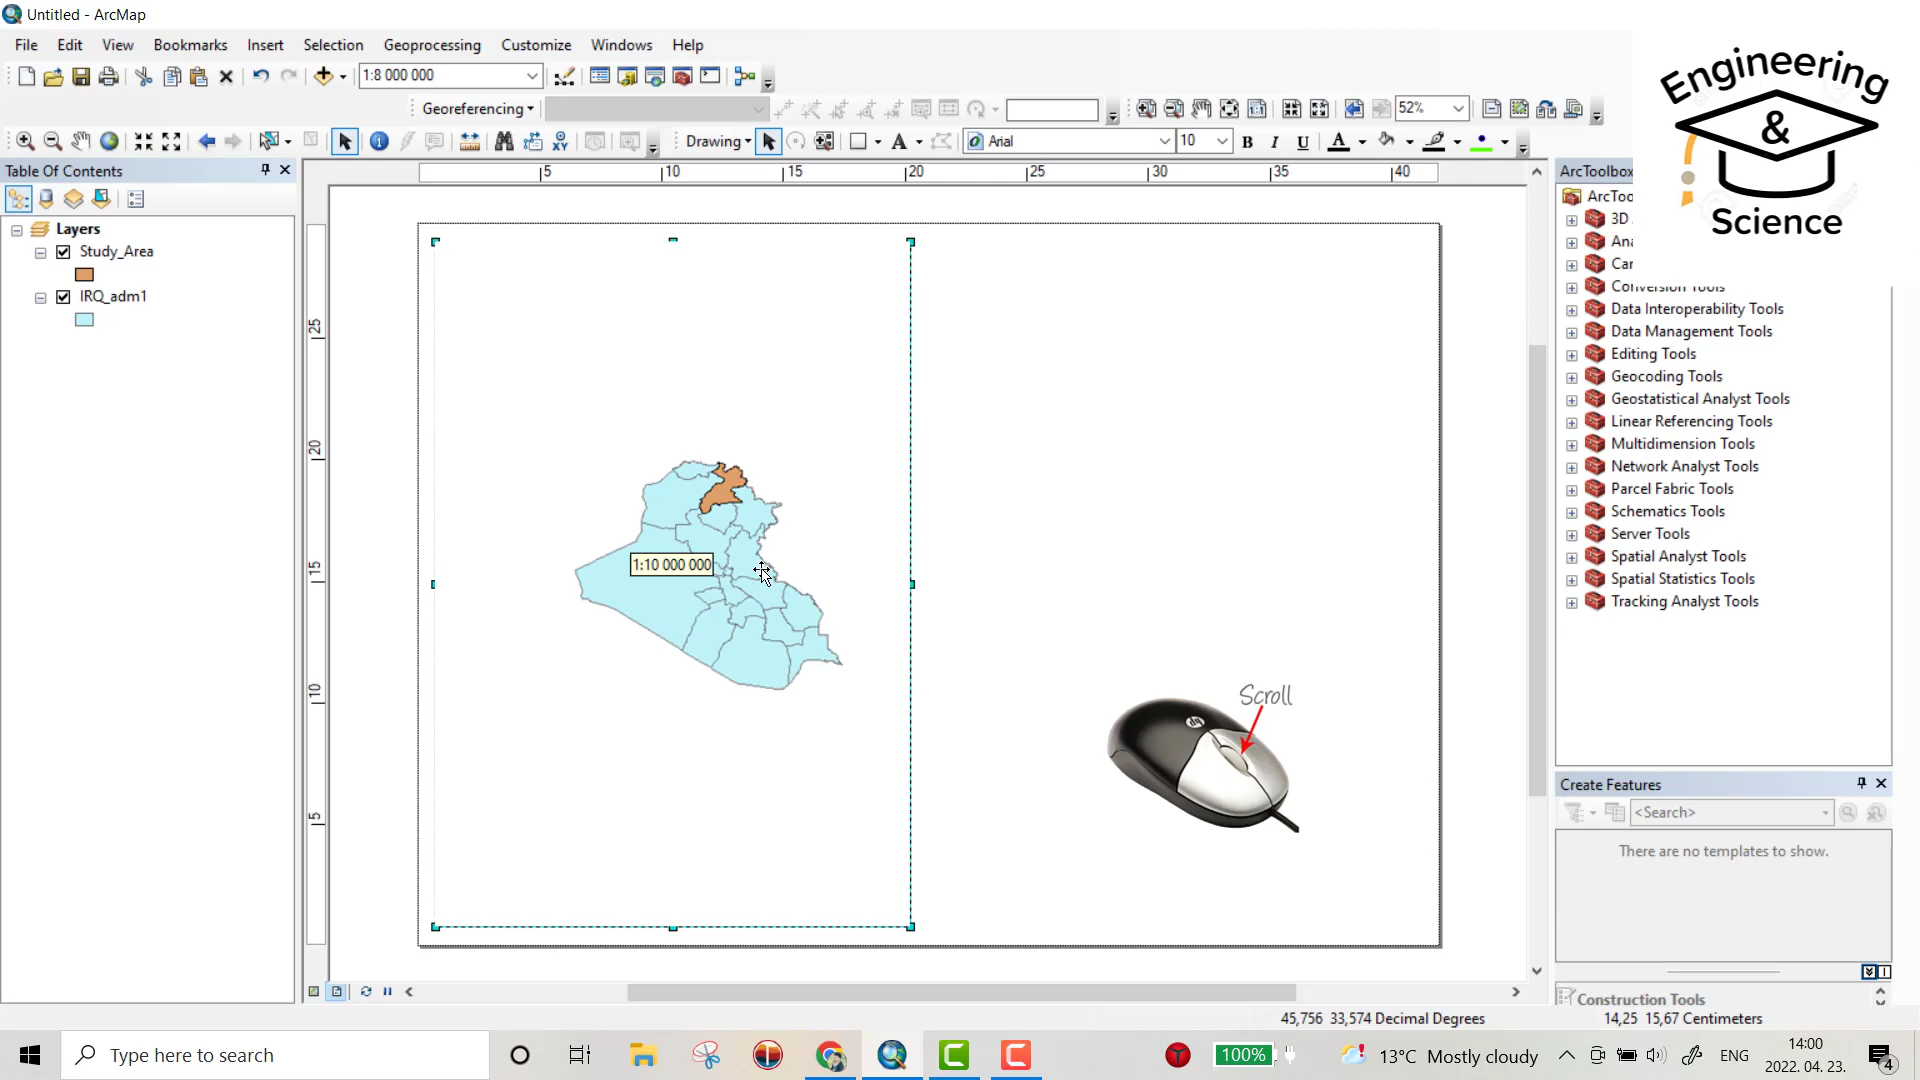 Untitled - ArcMap
File Edit View Bookmarks Insert Selection Geoprocessing Customize Windows Help
1:8 000 000
Georeferencing
52%
Drawing
A
Arial
10
B I U A
Table Of Contents
Layers
Study_Area
IRQ_adm1
5 10 15 20 25 30 35 40
25
20
15
10
5
1:10 000 000
Scroll
hp
Engineering
&
Science
ArcToolbox
ArcToo
3D
Ana
Car
Conversion Tools
Data Interoperability Tools
Data Management Tools
Editing Tools
Geocoding Tools
Geostatistical Analyst Tools
Linear Referencing Tools
Multidimension Tools
Network Analyst Tools
Parcel Fabric Tools
Schematics Tools
Server Tools
Spatial Analyst Tools
Spatial Statistics Tools
Tracking Analyst Tools
Create Features
<Search>
There are no templates to show.
Construction Tools
45,756 33,574 Decimal Degrees
14,25 15,67 Centimeters
Type here to search
100%
13°C Mostly cloudy
ENG
14:00
2022. 04. 23.
4